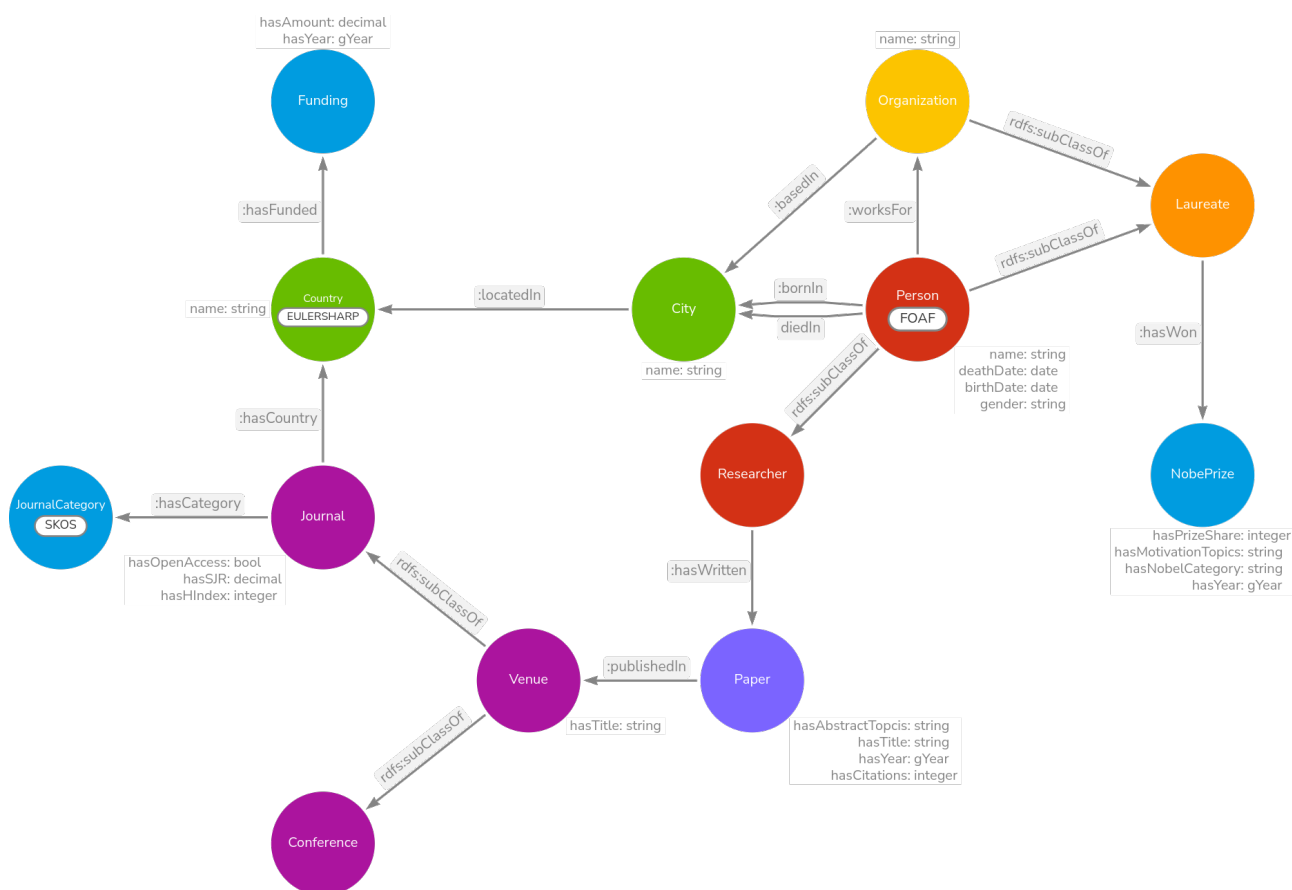 hasAmount: decimal
hasYear: gYear
Funding
name: string
Organization
rdfs:subClassOf
Laureate
:basedIn
:hasFunded
:worksFor
rdfs:subClassOf
Country
EULERSHARP
name: string
:locatedIn
City
name: string
:bornIn
diedIn
Person
FOAF
name: string
deathDate: date
birthDate: date
gender: string
:hasWon
rdfs:subClassOf
:hasCountry
Researcher
NobePrize
hasPrizeShare: integer
hasMotivationTopics: string
hasNobelCategory: string
hasYear: gYear
JournalCategory
SKOS
:hasCategory
Journal
hasOpenAccess: bool
hasSJR: decimal
hasHIndex: integer
:hasWritten
rdfs:subClassOf
Venue
hasTitle: string
:publishedIn
Paper
hasAbstractTopcis: string
hasTitle: string
hasYear: gYear
hasCitations: integer
rdfs:subClassOf
Conference